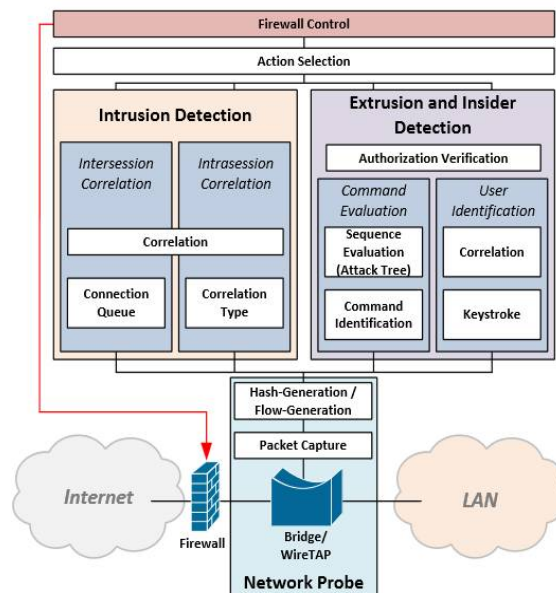 Firewall Control
Action Selection
Intrusion Detection
Intersession
Correlation
Intrasession
Correlation
Correlation
Connection
Queue
Correlation
Type
Extrusion and Insider
Detection
Authorization Verification
Command
Evaluation
User
Identification
Sequence
Evaluation
(Attack Tree)
Correlation
Command
Identification
Keystroke
Hash-Generation /
Flow-Generation
Packet Capture
Internet
Firewall
Bridge/
WireTAP
LAN
Network Probe